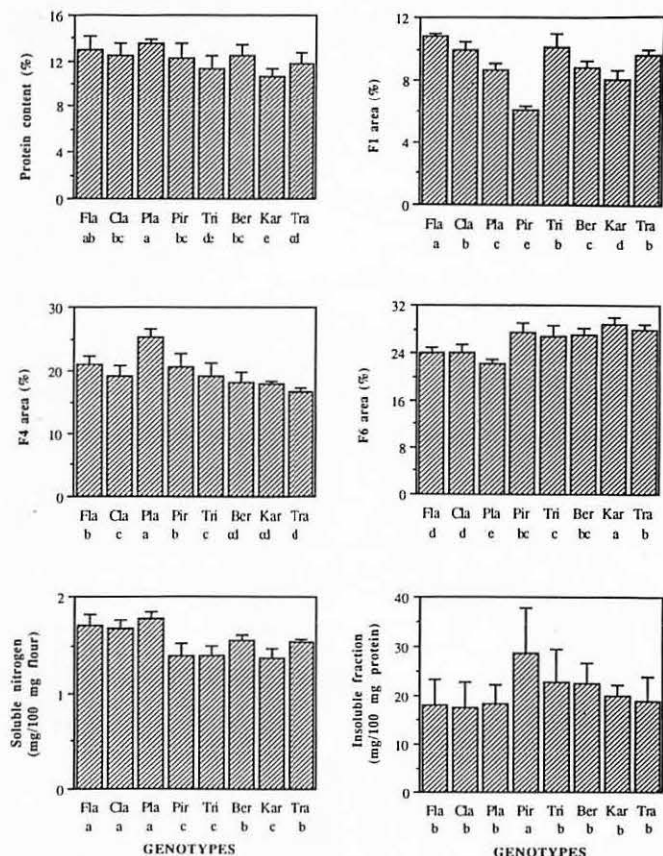 Protein content (%)
16
12
8
4
0
Fla Cla Pla Pir Tri Ber Kar Tra
ab bc a bc de bc e cd
F1 area (%)
12
8
4
0
Fla Cla Pla Pir Tri Ber Kar Tra
a b c e b c d b
F4 area (%)
30
20
10
0
Fla Cla Pla Pir Tri Ber Kar Tra
b c a b c cd cd d
F6 area (%)
32
24
16
8
0
Fla Cla Pla Pir Tri Ber Kar Tra
d d e bc c bc a b
Soluble nitrogen
(mg/100 mg flour)
2
1
0
Fla Cla Pla Pir Tri Ber Kar Tra
a a a c c b c b
GENOTYPES
Insoluble fraction
(mg/100 mg protein)
40
30
20
10
0
Fla Cla Pla Pir Tri Ber Kar Tra
b b b a b b b b
GENOTYPES